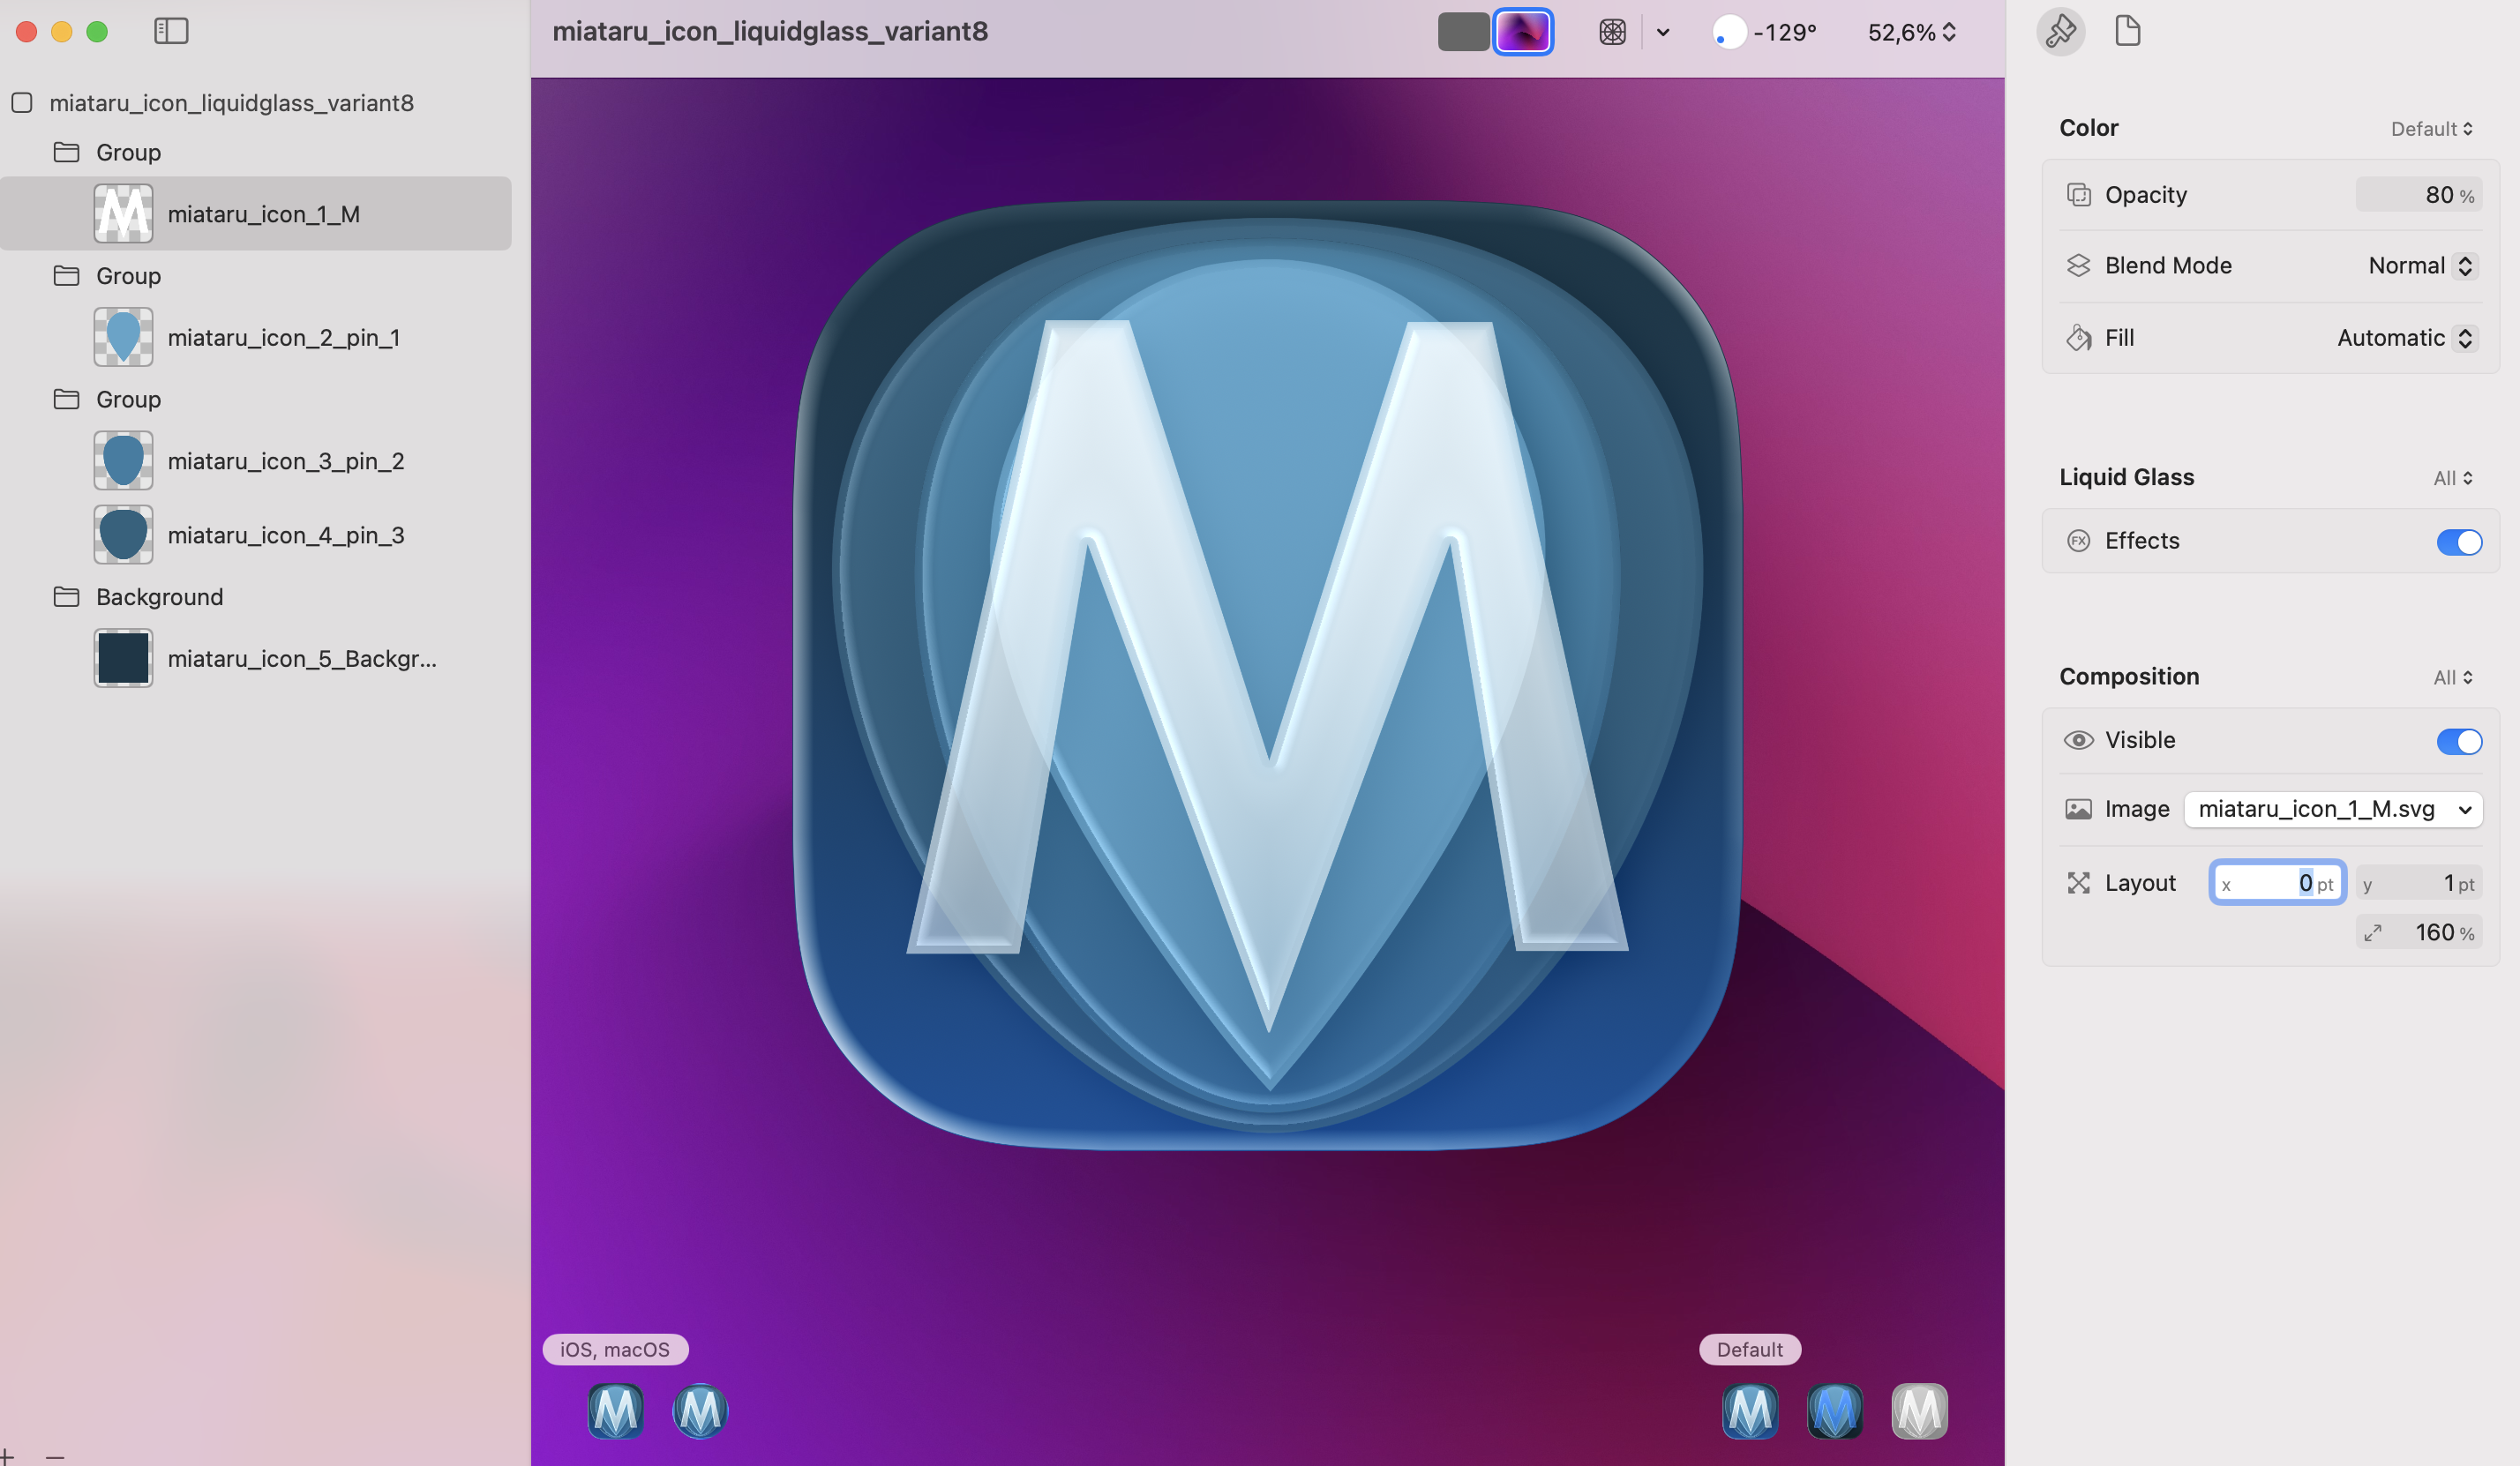 miataru_icon_liquidglass_variant8
-129°
52,6%
miataru_icon_liquidglass_variant8
Group
miataru_icon_1_M
Group
miataru_icon_2_pin_1
Group
miataru_icon_3_pin_2
miataru_icon_4_pin_3
Background
miataru_icon_5_Backgr...
M
iOS, macOS
Default
Color
Default
Opacity
80 %
Blend Mode
Normal
Fill
Automatic
Liquid Glass
All
FX
Effects
Composition
All
Visible
Image
miataru_icon_1_M.svg
Layout
x 0 pt
y 1 pt
160 %